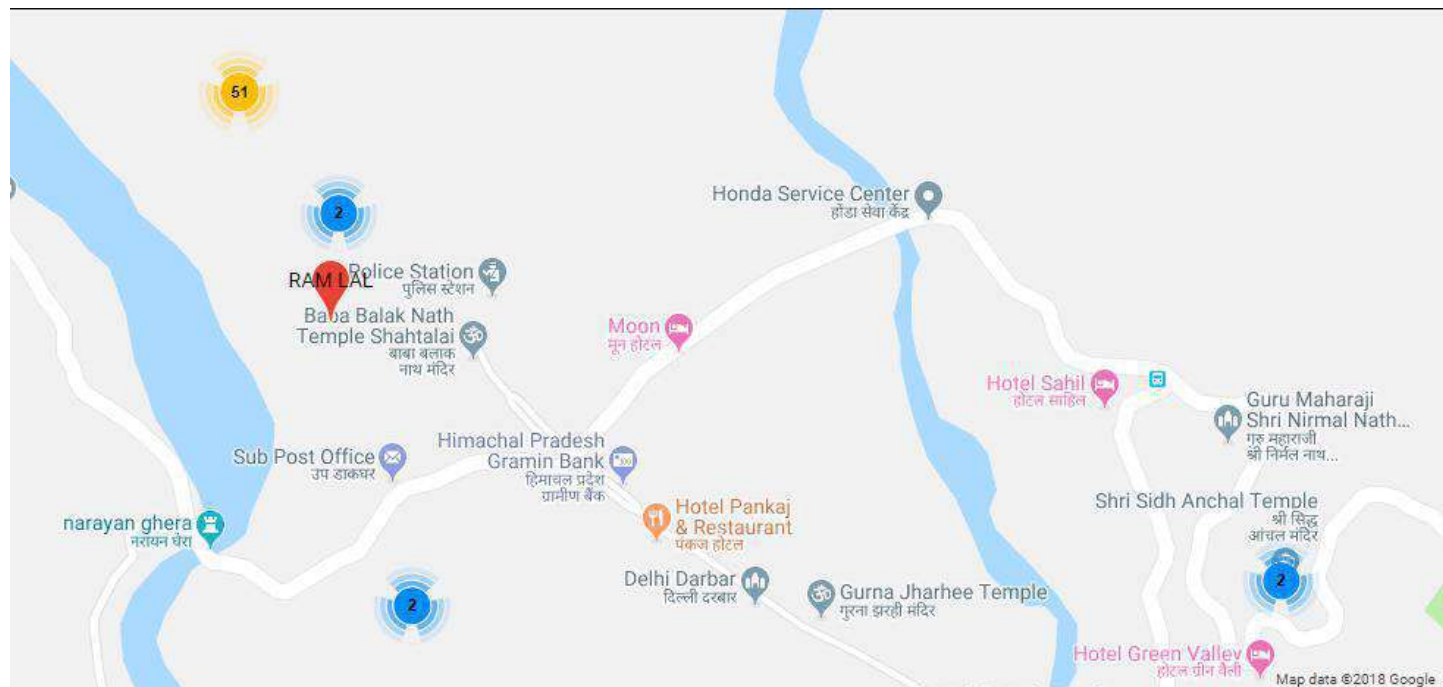 51
2
Honda Service Center
होंडा सेवा केंद्र
RAM LAL
Police Station
पुलिस स्टेशन
Baba Balak Nath
Temple Shahtalai
बाबा बलाक
नाथ मंदिर
Moon
मून होटल
Hotel Sahil
होटल साहिल
Guru Maharaji
Shri Nirmal Nath...
गुरु महाराजी
श्री निर्मल नाथ...
Himachal Pradesh
Gramin Bank
हिमाचल प्रदेश
ग्रामीण बैंक
Sub Post Office
उप डाकघर
Shri Sidh Anchal Temple
श्री सिद्ध
आंचल मंदिर
Hotel Pankaj
& Restaurant
पंकज होटल
narayan ghera
नरायन घेरा
Delhi Darbar
दिल्ली दरबार
Gurna Jharhee Temple
गुरना झरही मंदिर
2
2
Hotel Green Valley
होटल ग्रीन वैली
Map data ©2018 Google